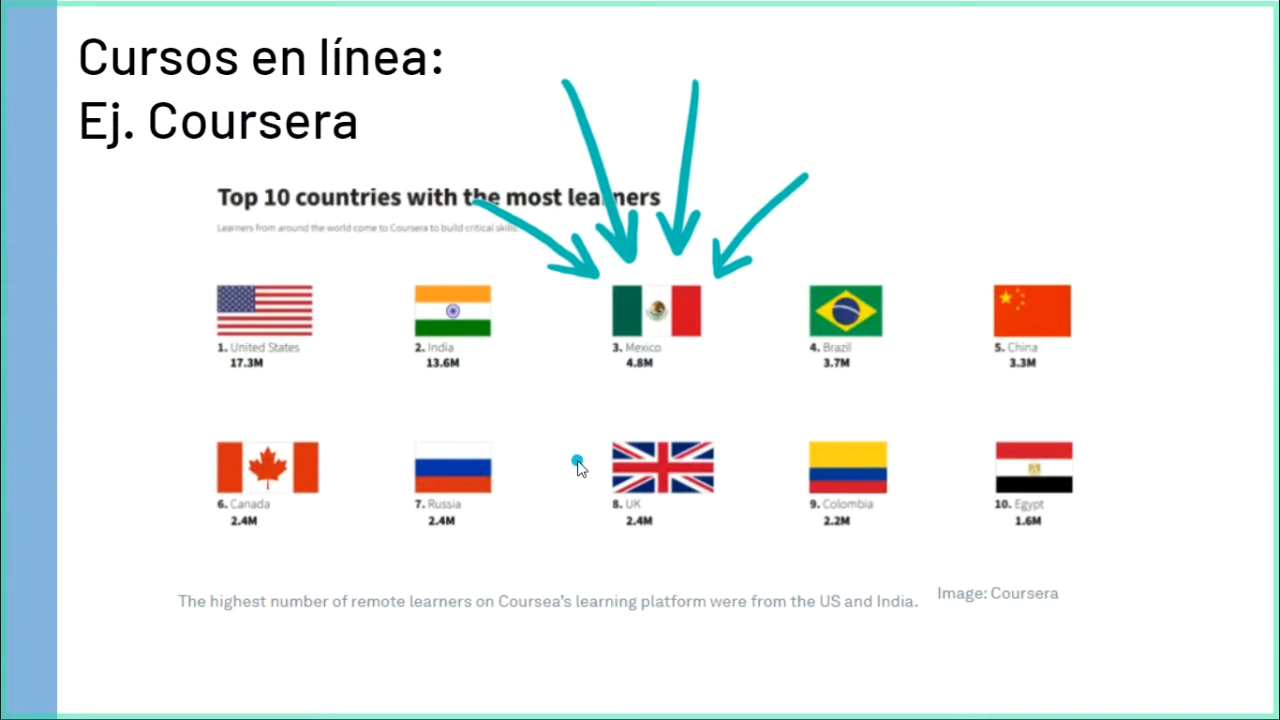 Cursos en línea:
Ej. Coursera
Top 10 countries with the most learners
Learners from around the world come to Coursera to build critical skills.
1. United States
17.3M
2. India
13.6M
3. Mexico
4.8M
4. Brazil
3.7M
5. China
3.3M
6. Canada
2.4M
7. Russia
2.4M
8. UK
2.4M
9. Colombia
2.2M
10. Egypt
1.6M
The highest number of remote learners on Coursea's learning platform were from the US and India.
Image: Coursera